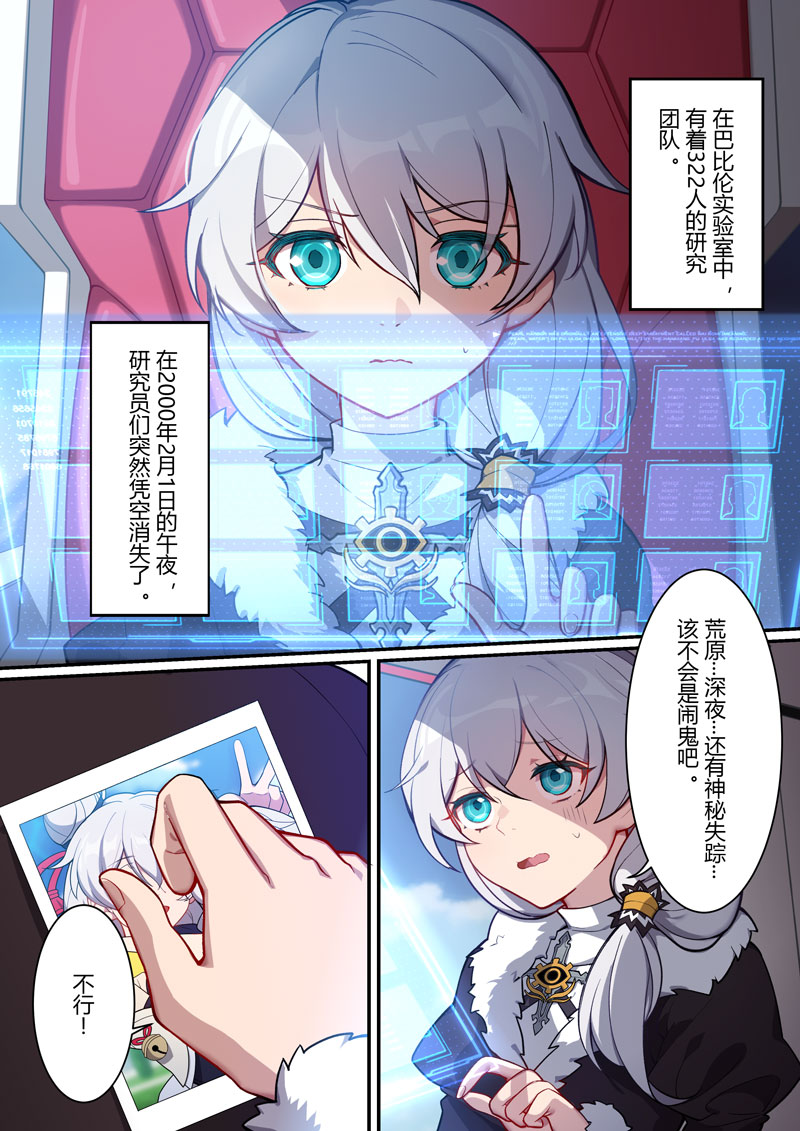 在巴比伦实验室中，
有着322人的研究
团队。
在2000年2月1日的午夜，
研究员们突然凭空消失了。
荒原…深夜…还有神秘失踪…
该不会是闹鬼吧。
不行！